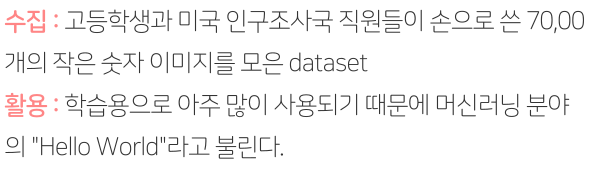 수집 : 고등학생과 미국 인구조사국 직원들이 손으로 쓴 70,00
개의 작은 숫자 이미지를 모은 dataset
활용 : 학습용으로 아주 많이 사용되기 때문에 머신러닝 분야
의 "Hello World"라고 불린다.